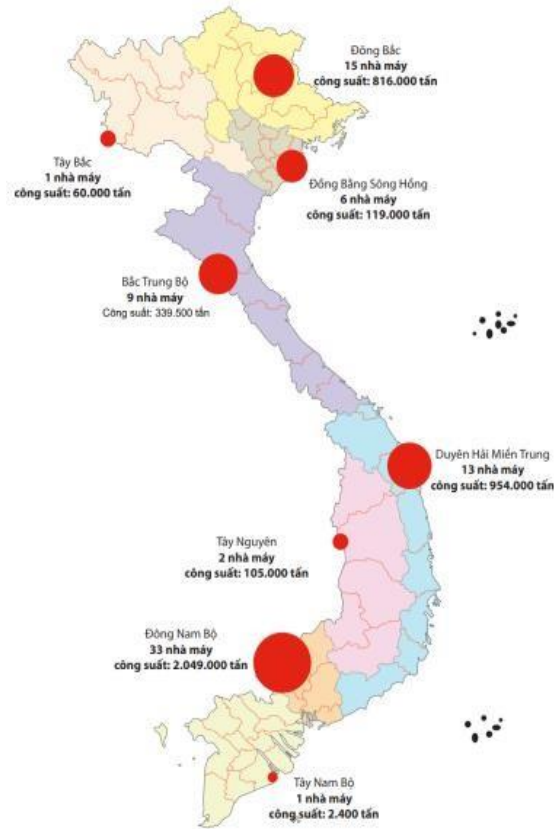 Đông Bắc
15 nhà máy
công suất: 816.000 tấn
Tây Bắc
1 nhà máy
công suất: 60.000 tấn
Đồng Bằng Sông Hồng
6 nhà máy
công suất: 119.000 tấn
Bắc Trung Bộ
9 nhà máy
Công suất: 339.500 tấn
Duyên Hải Miền Trung
13 nhà máy
công suất: 954.000 tấn
Tây Nguyên
2 nhà máy
công suất: 105.000 tấn
Đông Nam Bộ
33 nhà máy
công suất: 2.049.000 tấn
Tây Nam Bộ
1 nhà máy
công suất: 2.400 tấn